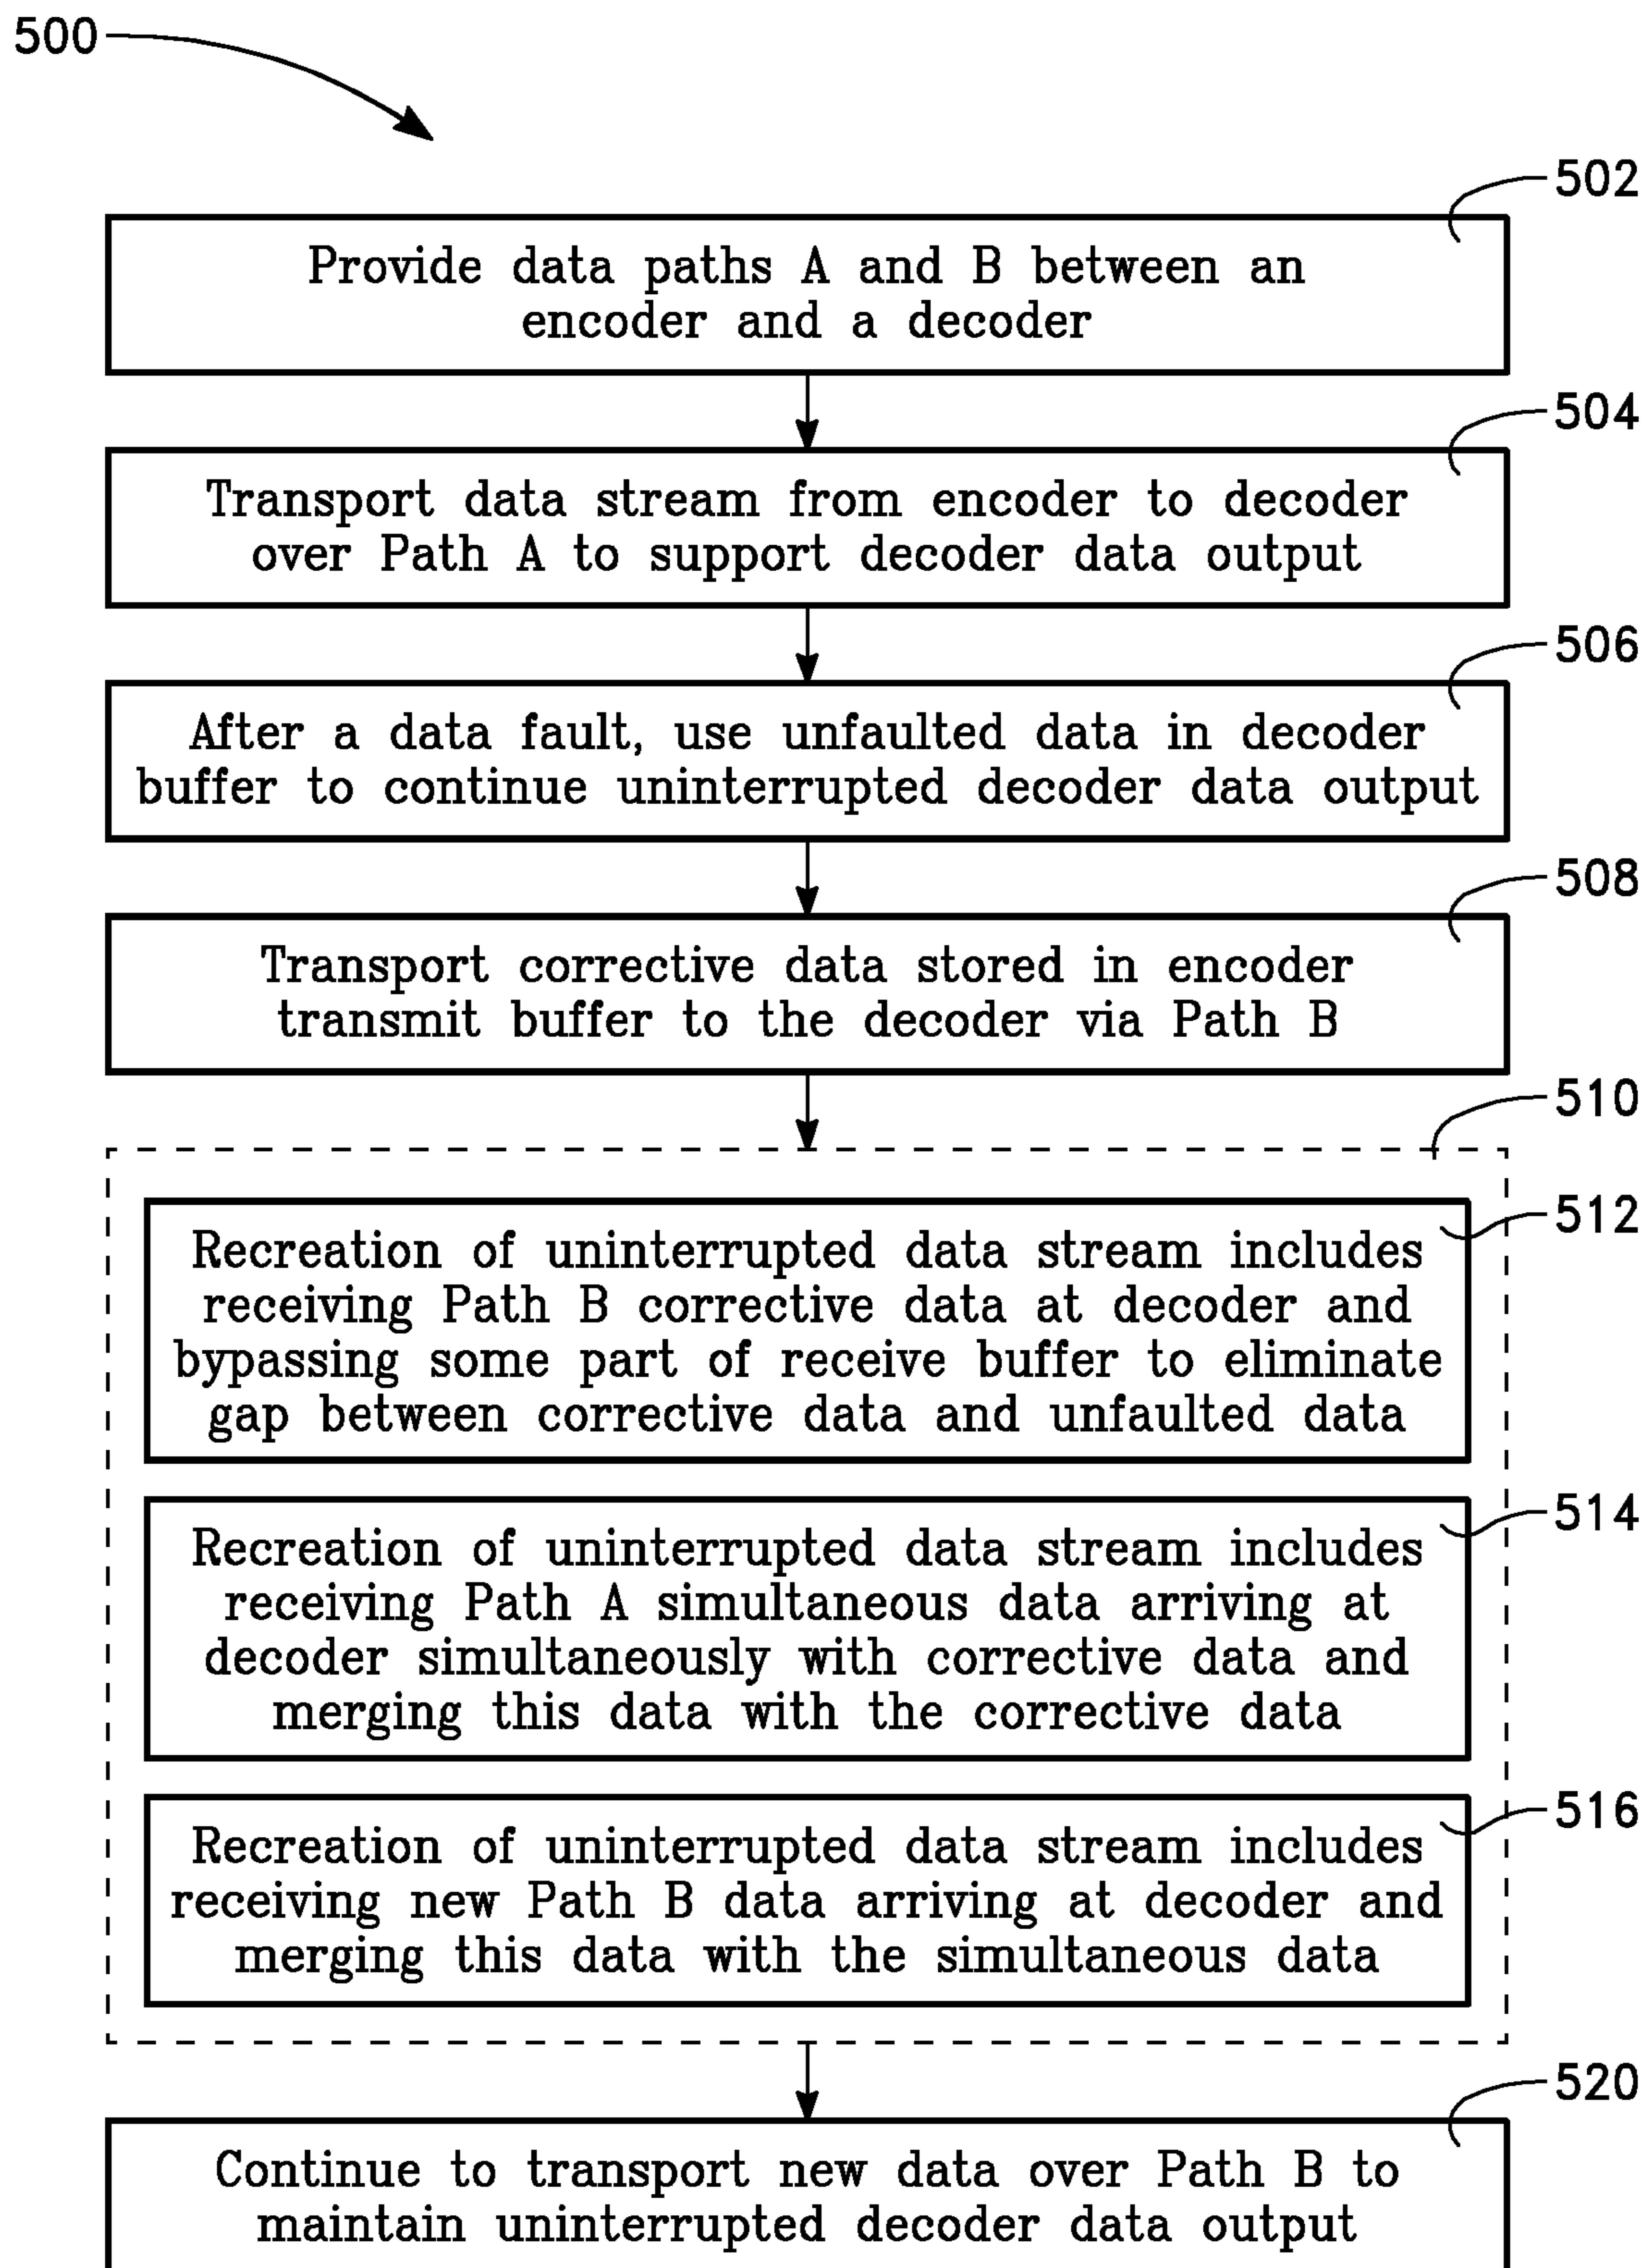 500
502
Provide data paths A and B between an
encoder and a decoder
504
Transport data stream from encoder to decoder
over Path A to support decoder data output
506
After a data fault, use unfaulted data in decoder
buffer to continue uninterrupted decoder data output
508
Transport corrective data stored in encoder
transmit buffer to the decoder via Path B
510
512
Recreation of uninterrupted data stream includes
receiving Path B corrective data at decoder and
bypassing some part of receive buffer to eliminate
gap between corrective data and unfaulted data
514
Recreation of uninterrupted data stream includes
receiving Path A simultaneous data arriving at
decoder simultaneously with corrective data and
merging this data with the corrective data
516
Recreation of uninterrupted data stream includes
receiving new Path B data arriving at decoder and
merging this data with the simultaneous data
520
Continue to transport new data over Path B to
maintain uninterrupted decoder data output